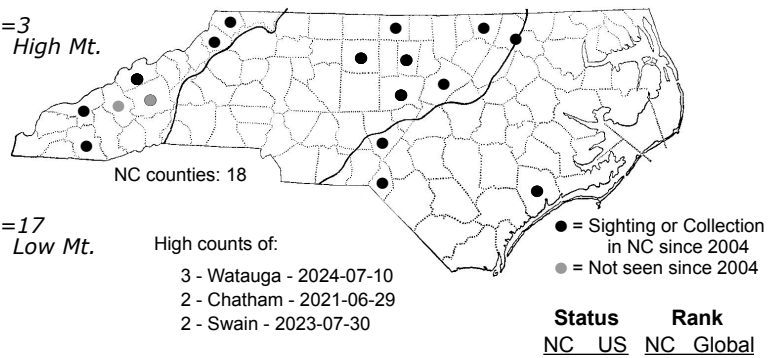 =3
High Mt.
NC counties: 18
=17
Low Mt.
High counts of:
3 - Watauga - 2024-07-10
2 - Chatham - 2021-06-29
2 - Swain - 2023-07-30
= Sighting or Collection
in NC since 2004
= Not seen since 2004
Status Rank
NC US NC Global